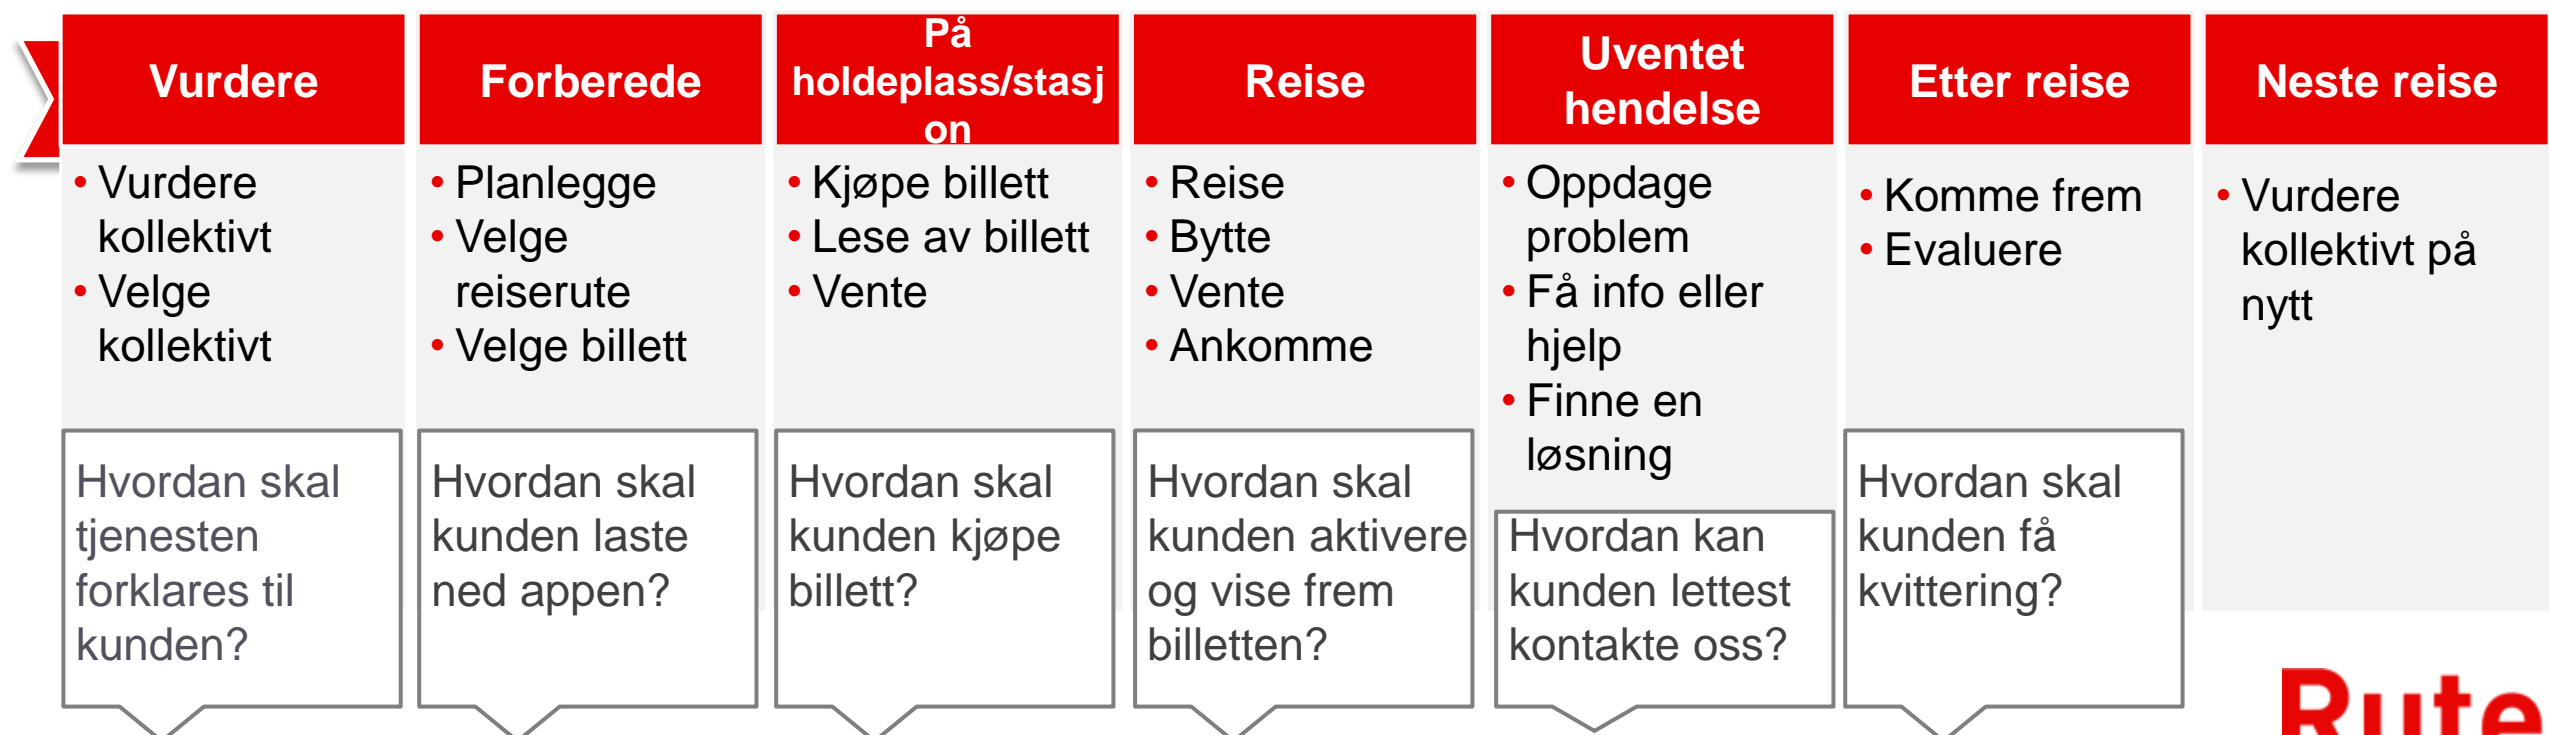 Vurdere
Forberede
På
holdeplass/stasj
on
Reise
Uventet
hendelse
Etter reise
Neste reise
• Vurdere
kollektivt
• Velge
kollektivt
• Planlegge
• Velge
reiserute
• Velge billett
• Kjøpe billett
• Lese av billett
• Vente
• Reise
• Bytte
• Vente
• Ankomme
• Oppdage
problem
• Få info eller
hjelp
• Finne en
løsning
• Komme frem
• Evaluere
• Vurdere
kollektivt på
nytt
Hvordan skal
tjenesten
forklares til
kunden?
Hvordan skal
kunden laste
ned appen?
Hvordan skal
kunden kjøpe
billett?
Hvordan skal
kunden aktivere
og vise frem
billetten?
Hvordan kan
kunden lettest
kontakte oss?
Hvordan skal
kunden få
kvittering?
Rute